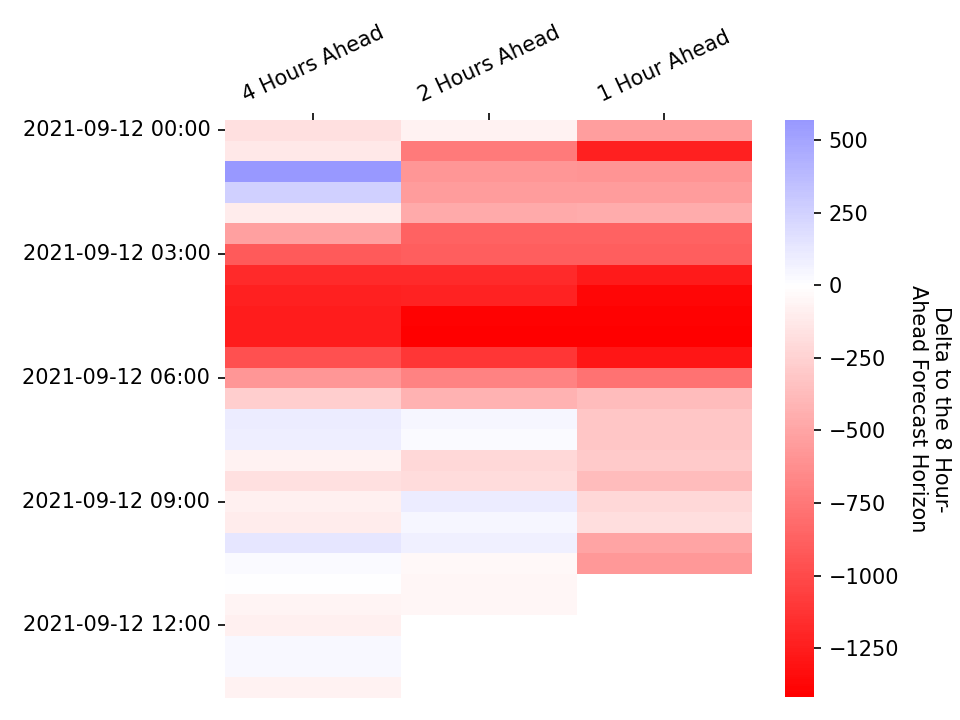 4 Hours Ahead
2 Hours Ahead
1 Hour Ahead
2021-09-12 00:00
2021-09-12 03:00
2021-09-12 06:00
2021-09-12 09:00
2021-09-12 12:00
500
250
0
−250
−500
−750
−1000
−1250
Delta to the 8 Hour-
Ahead Forecast Horizon